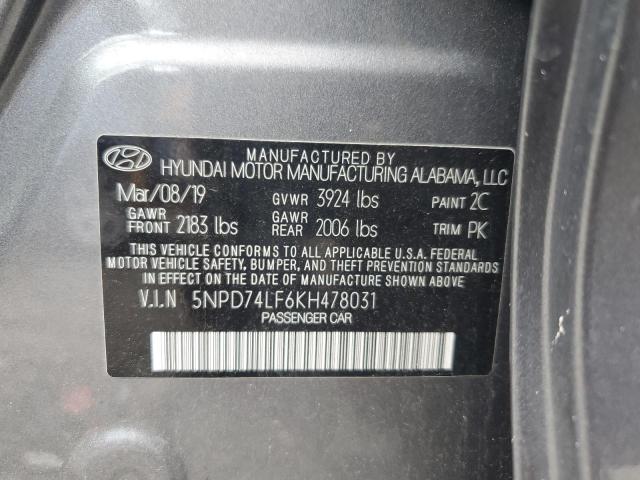 MANUFACTURED BY
HYUNDAI MOTOR MANUFACTURING ALABAMA, LLC
Mar/08/19 GVWR 3924 lbs PAINT 2C
GAWR FRONT 2183 lbs GAWR REAR 2006 lbs TRIM PK
THIS VEHICLE CONFORMS TO ALL APPLICABLE U.S.A. FEDERAL
MOTOR VEHICLE SAFETY, BUMPER, AND THEFT PREVENTION STANDARDS
IN EFFECT ON THE DATE OF MANUFACTURE SHOWN ABOVE.
V.I.N 5NPD74LF6KH478031
PASSENGER CAR